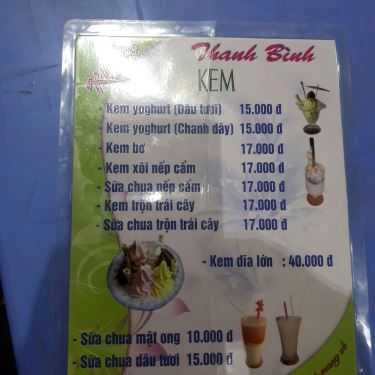 Thanh Bình
KEM
- Kem yoghurt (Dâu tươi) 15.000 đ
- Kem yoghurt (Chanh dây) 15.000 đ
- Kem bơ 17.000 đ
- Kem xôi nếp cẩm 17.000 đ
- Sữa chua nếp cẩm 17.000 đ
- Kem trộn trái cây 17.000 đ
- Sữa chua trộn trái cây 17.000 đ
- Kem dĩa lớn : 40.000 đ
- Sữa chua mật ong 10.000 đ
- Sữa chua dâu tươi 15.000 đ
mang về